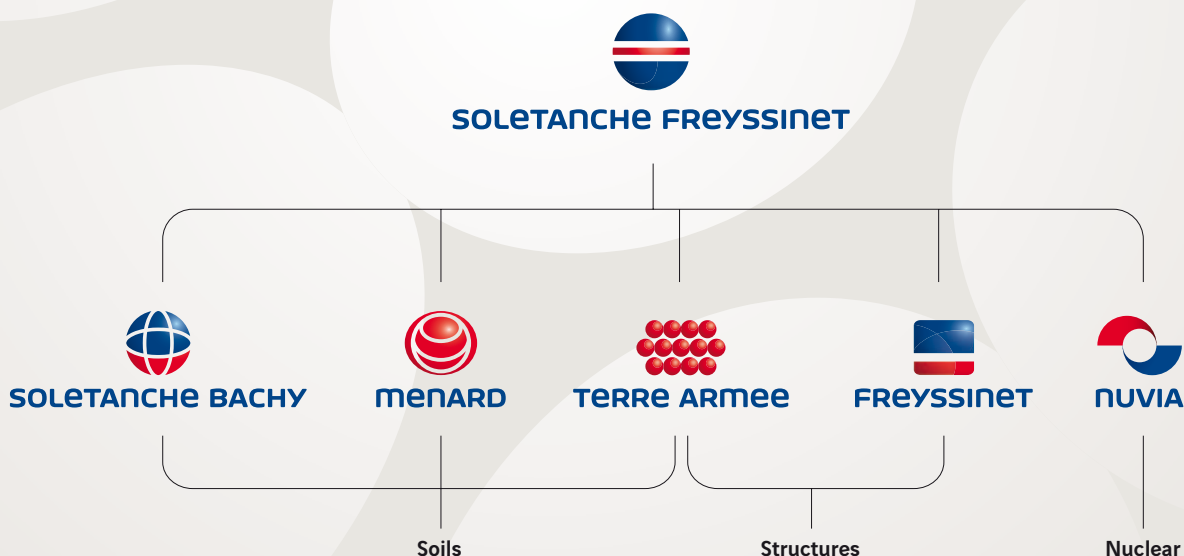 SOLETANCHE FREYSSINET
SOLETANCHE BACHY
MENARD
TERRE ARMEE
FREYSSINET
NUVIA
Soils
Structures
Nuclear